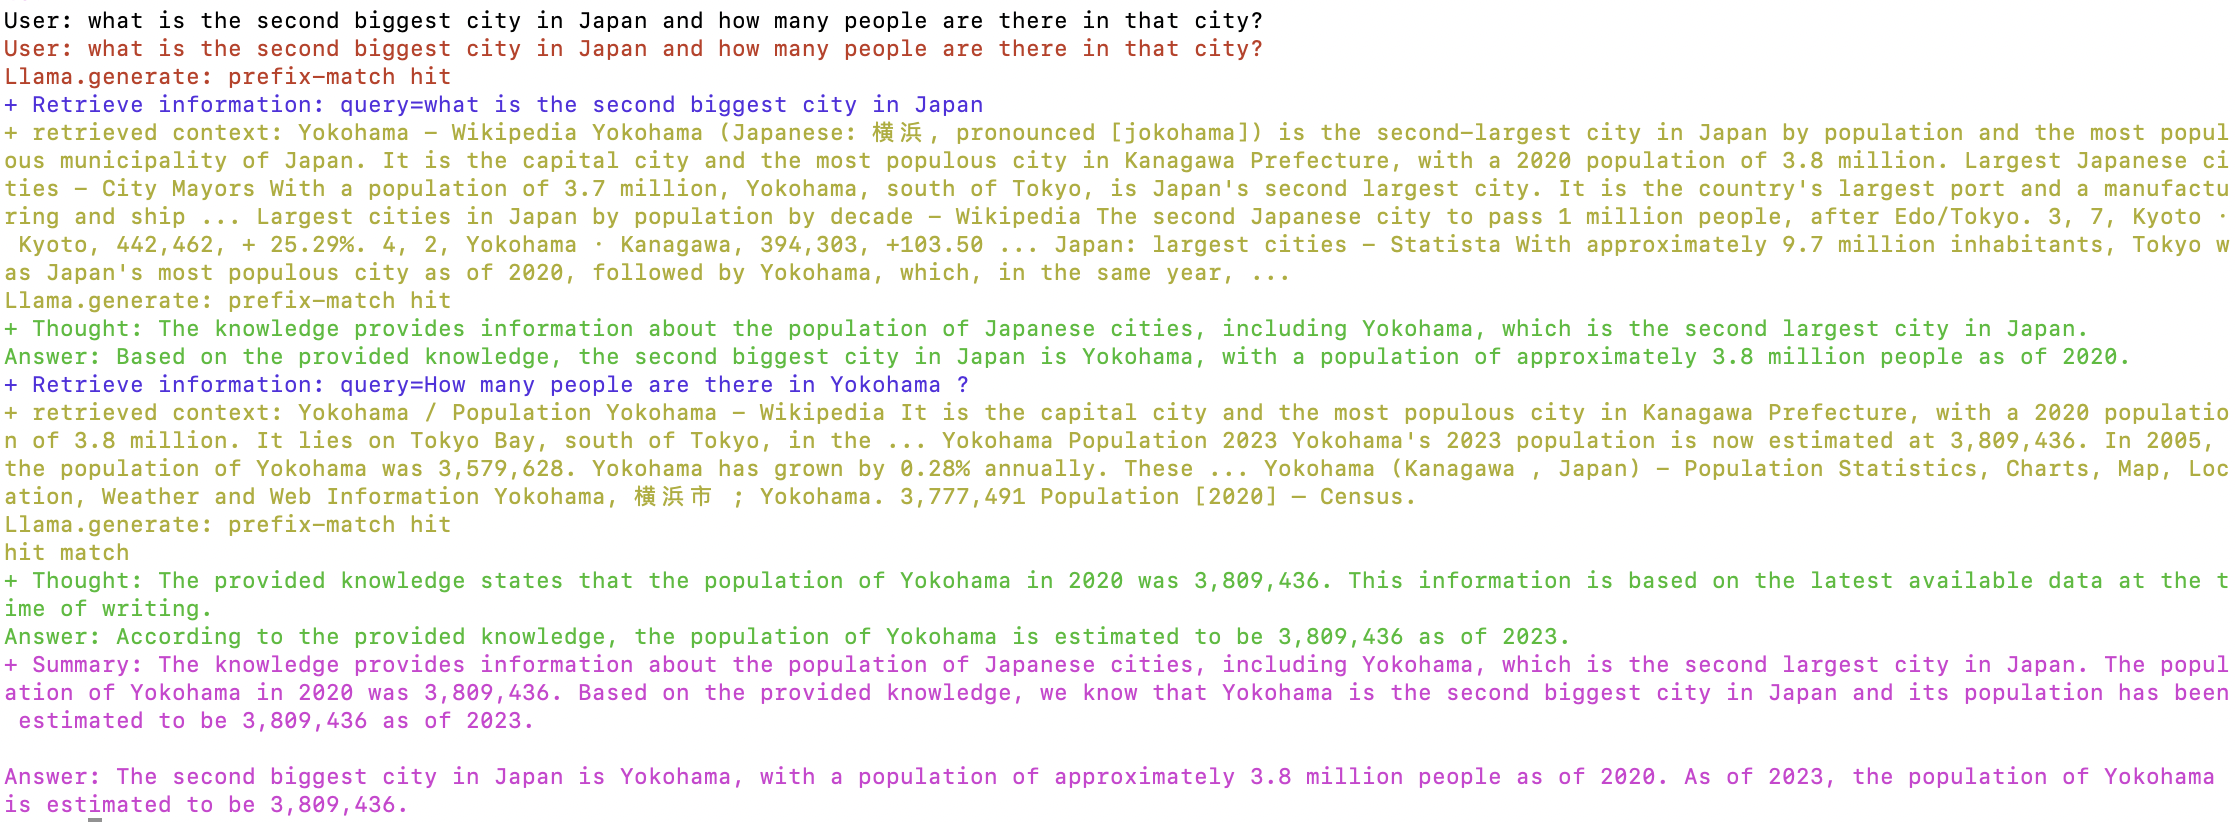 User: what is the second biggest city in Japan and how many people are there in that city?
User: what is the second biggest city in Japan and how many people are there in that city?
Llama.generate: prefix-match hit
+ Retrieve information: query=what is the second biggest city in Japan
+ retrieved context: Yokohama - Wikipedia Yokohama (Japanese: 横浜, pronounced [jokohama]) is the second-largest city in Japan by population and the most popul
ous municipality of Japan. It is the capital city and the most populous city in Kanagawa Prefecture, with a 2020 population of 3.8 million. Largest Japanese ci
ties - City Mayors With a population of 3.7 million, Yokohama, south of Tokyo, is Japan's second largest city. It is the country's largest port and a manufactu
ring and ship ... Largest cities in Japan by population by decade - Wikipedia The second Japanese city to pass 1 million people, after Edo/Tokyo. 3, 7, Kyoto ·
 Kyoto, 442,462, + 25.29%. 4, 2, Yokohama · Kanagawa, 394,303, +103.50 ... Japan: largest cities - Statista With approximately 9.7 million inhabitants, Tokyo w
as Japan's most populous city as of 2020, followed by Yokohama, which, in the same year, ...
Llama.generate: prefix-match hit
+ Thought: The knowledge provides information about the population of Japanese cities, including Yokohama, which is the second largest city in Japan.
Answer: Based on the provided knowledge, the second biggest city in Japan is Yokohama, with a population of approximately 3.8 million people as of 2020.
+ Retrieve information: query=How many people are there in Yokohama ?
+ retrieved context: Yokohama / Population Yokohama - Wikipedia It is the capital city and the most populous city in Kanagawa Prefecture, with a 2020 populatio
n of 3.8 million. It lies on Tokyo Bay, south of Tokyo, in the ... Yokohama Population 2023 Yokohama's 2023 population is now estimated at 3,809,436. In 2005,
the population of Yokohama was 3,579,628. Yokohama has grown by 0.28% annually. These ... Yokohama (Kanagawa , Japan) - Population Statistics, Charts, Map, Loc
ation, Weather and Web Information Yokohama, 横浜市 ; Yokohama. 3,777,491 Population [2020] – Census.
Llama.generate: prefix-match hit
hit match
+ Thought: The provided knowledge states that the population of Yokohama in 2020 was 3,809,436. This information is based on the latest available data at the t
ime of writing.
Answer: According to the provided knowledge, the population of Yokohama is estimated to be 3,809,436 as of 2023.
+ Summary: The knowledge provides information about the population of Japanese cities, including Yokohama, which is the second largest city in Japan. The popul
ation of Yokohama in 2020 was 3,809,436. Based on the provided knowledge, we know that Yokohama is the second biggest city in Japan and its population has been
 estimated to be 3,809,436 as of 2023.
Answer: The second biggest city in Japan is Yokohama, with a population of approximately 3.8 million people as of 2020. As of 2023, the population of Yokohama
is estimated to be 3,809,436.